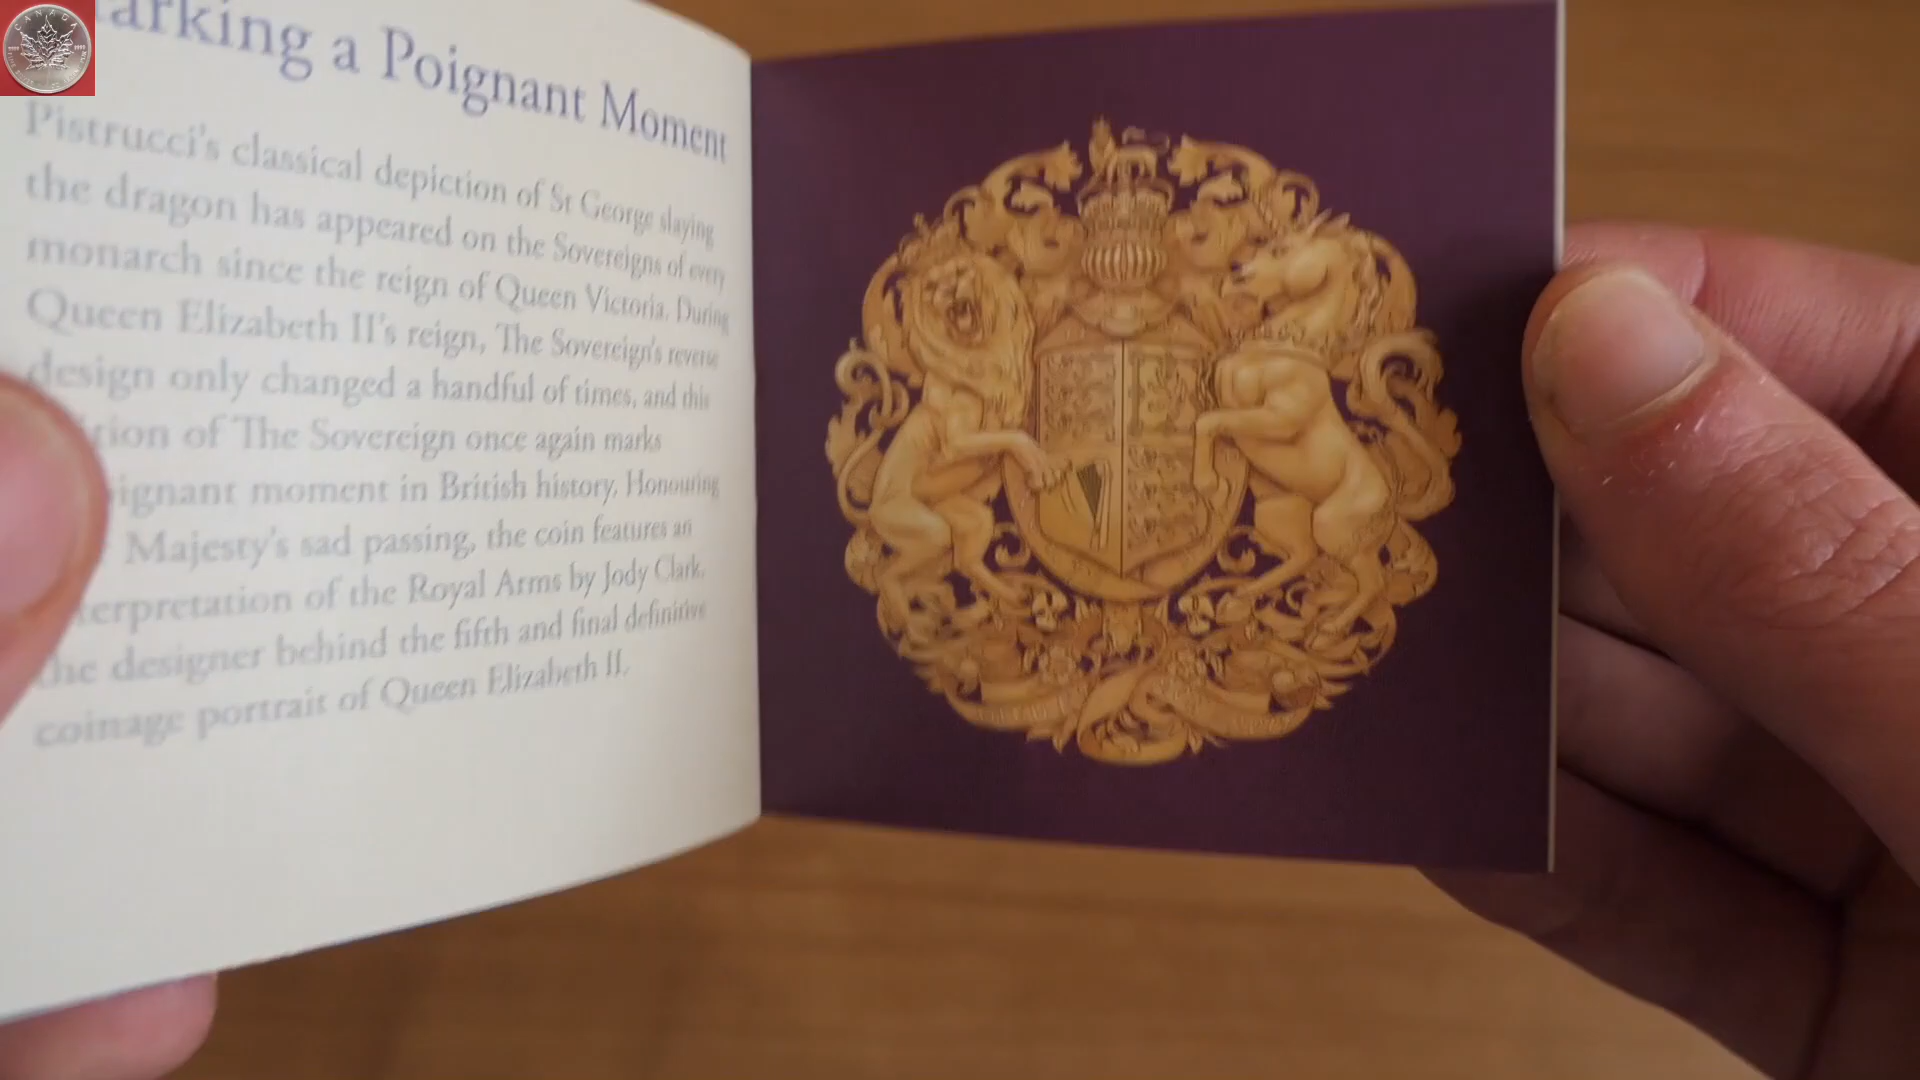 CANADA
arking a Poignant Moment
Pistrucci's classical depiction of St George slaying
the dragon has appeared on the Sovereigns of every
monarch since the reign of Queen Victoria. During
Queen Elizabeth II's reign, The Sovereign's reverse
design only changed a handful of times, and this
tion of The Sovereign once again marks
ignant moment in British history. Honouring
Majesty's sad passing, the coin features an
terpretation of the Royal Arms by Jody Clark,
the designer behind the fifth and final definitive
coinage portrait of Queen Elizabeth II.